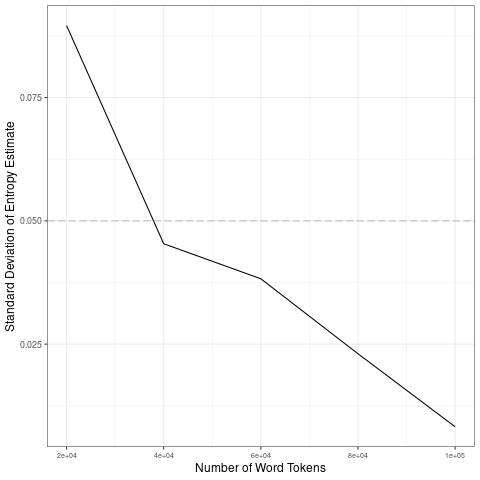 Standard Deviation of Entropy Estimate
0.075
0.050
0.025
2e+04 4e+04 6e+04 8e+04 1e+05
Number of Word Tokens